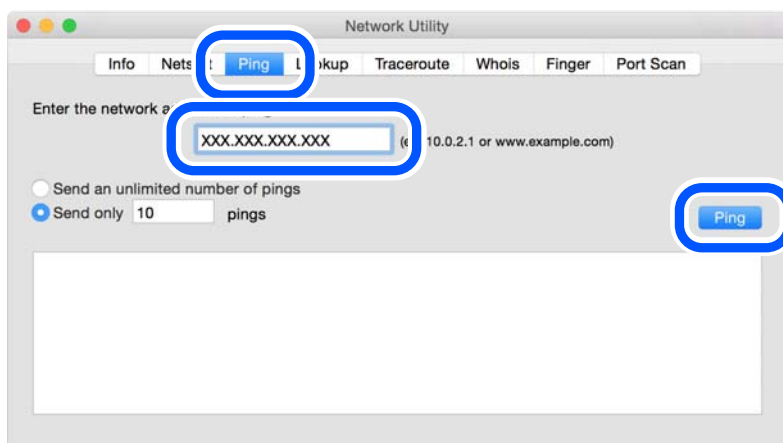 Network Utility
Info Ping Traceroute Whois Finger Port Scan
Enter the network
XXX.XXX.XXX.XXX 10.0.2.1 or www.example.com)
Send an unlimited number of pings
Send only 10 pings
Ping